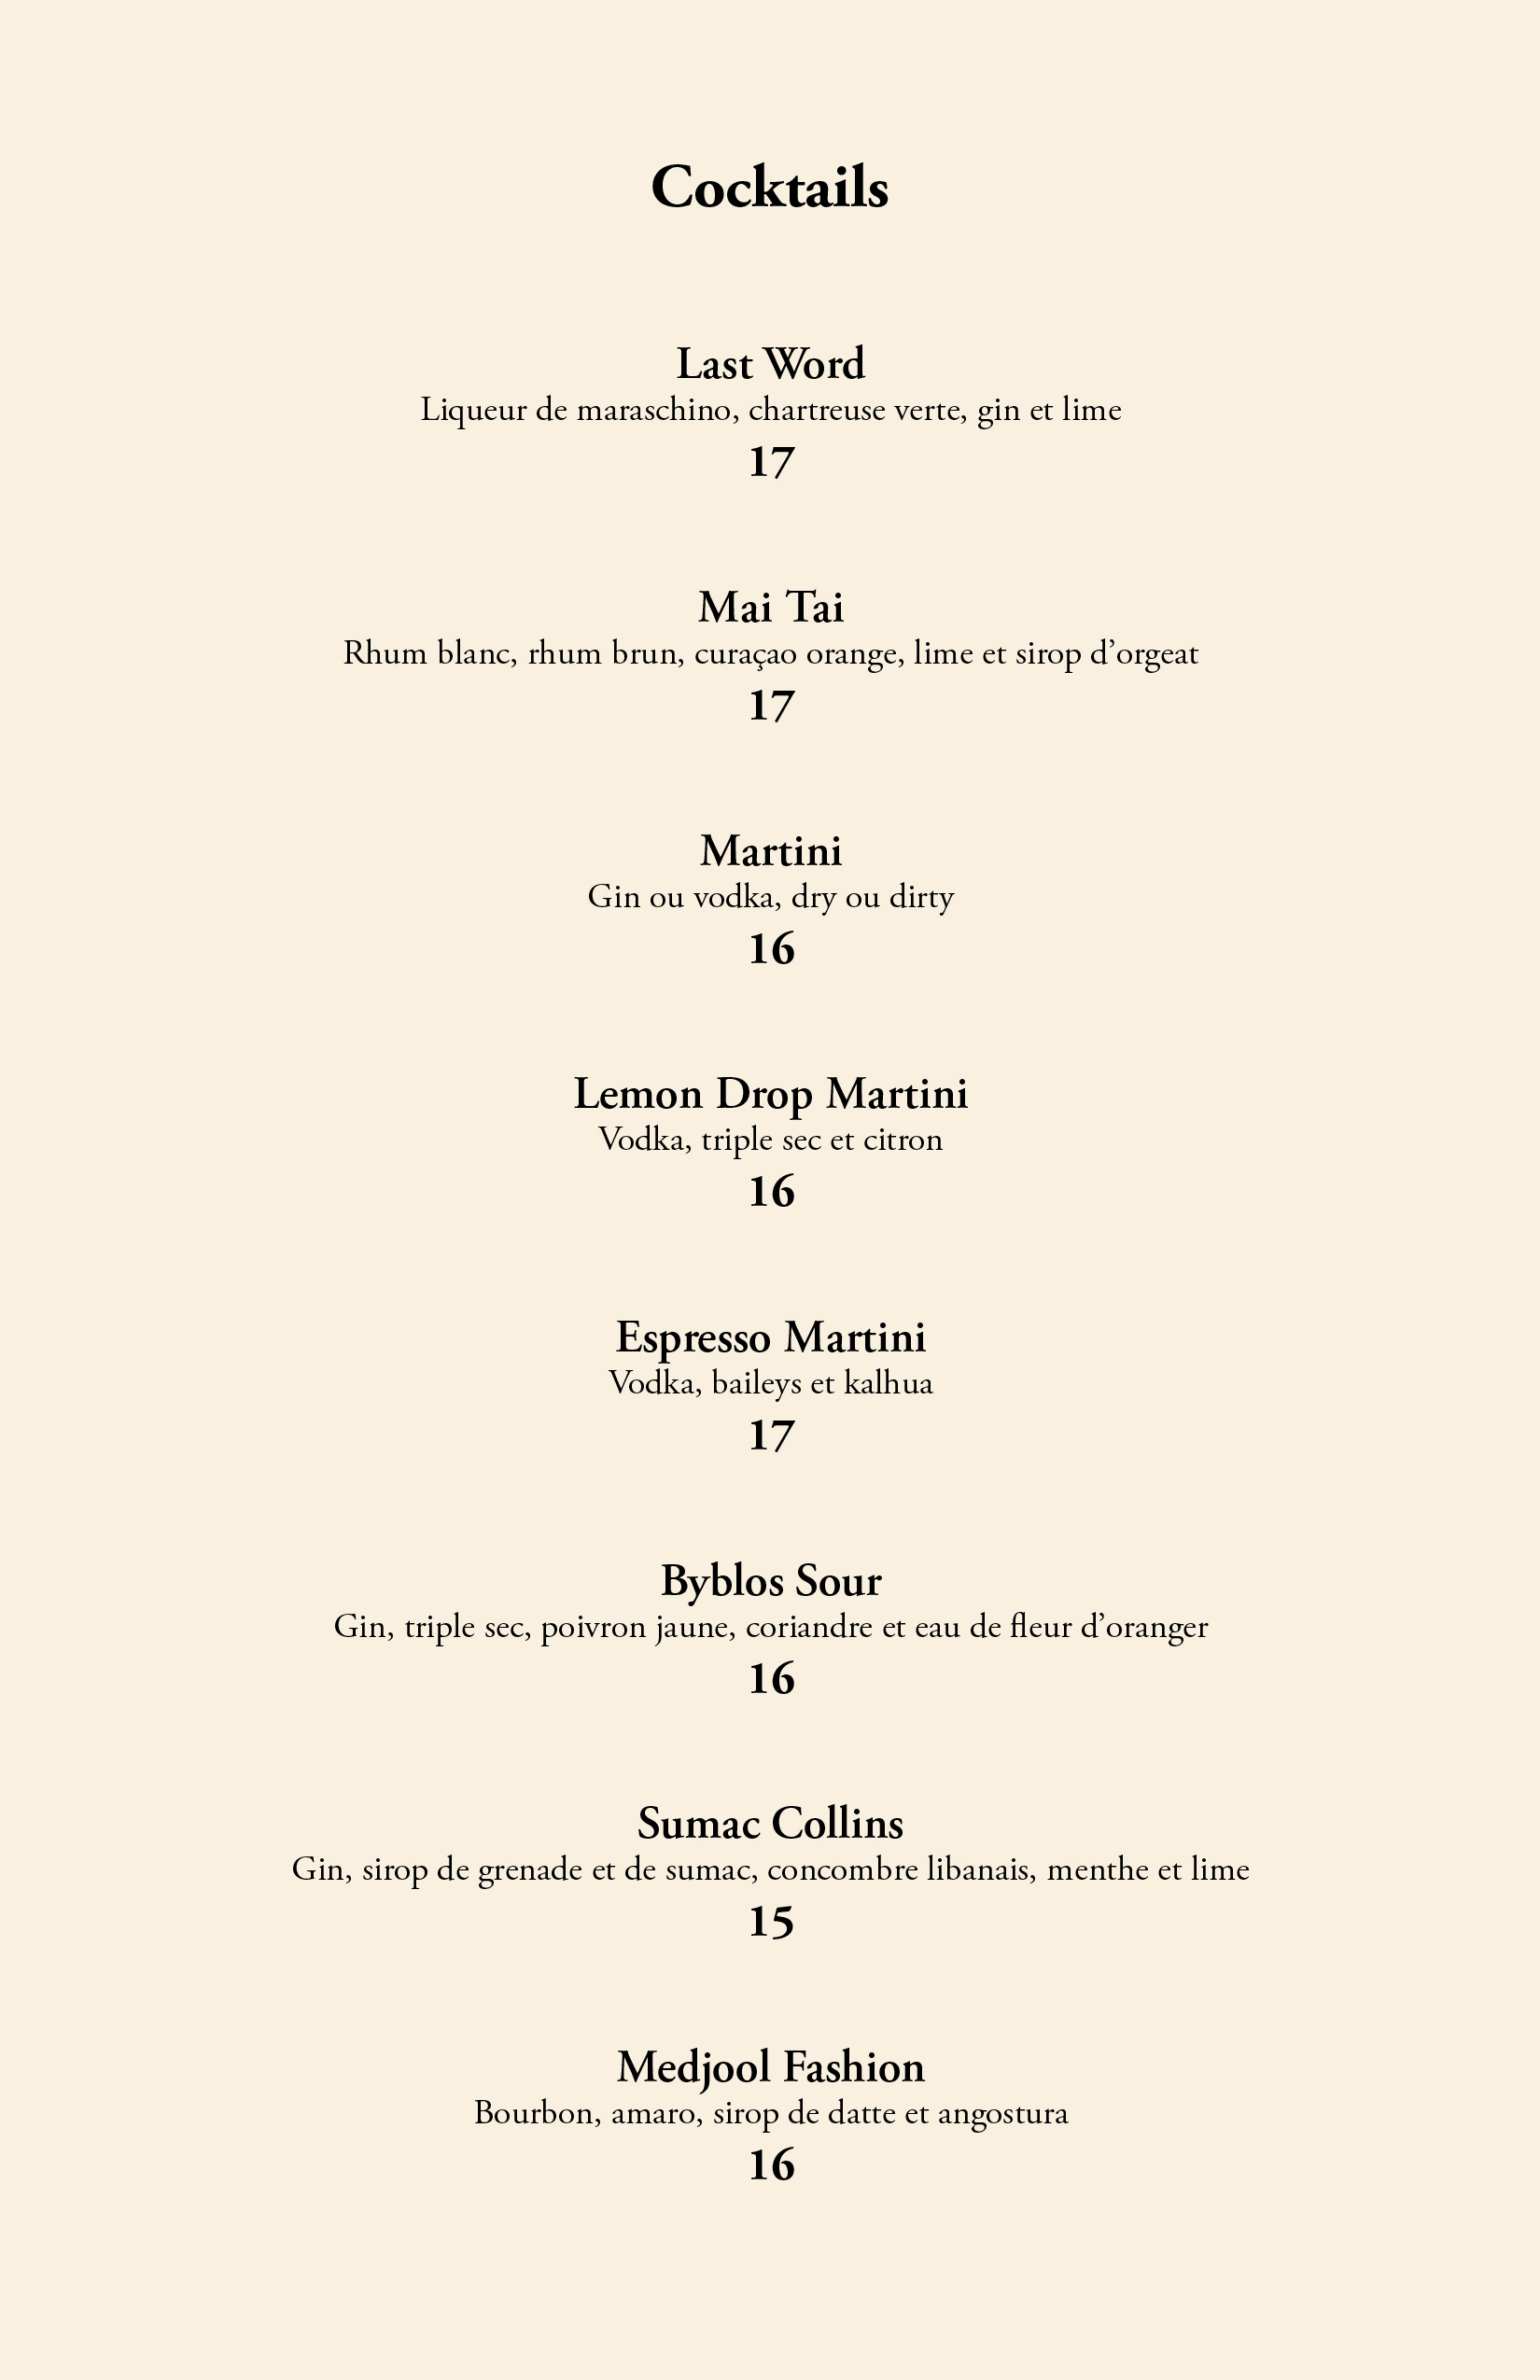 Cocktails
Last Word
Liqueur de maraschino, chartreuse verte, gin et lime
17
Mai Tai
Rhum blanc, rhum brun, curaçao orange, lime et sirop d’orgeat
17
Martini
Gin ou vodka, dry ou dirty
16
Lemon Drop Martini
Vodka, triple sec et citron
16
Espresso Martini
Vodka, baileys et kalhua
17
Byblos Sour
Gin, triple sec, poivron jaune, coriandre et eau de fleur d’oranger
16
Sumac Collins
Gin, sirop de grenade et de sumac, concombre libanais, menthe et lime
15
Medjool Fashion
Bourbon, amaro, sirop de datte et angostura
16